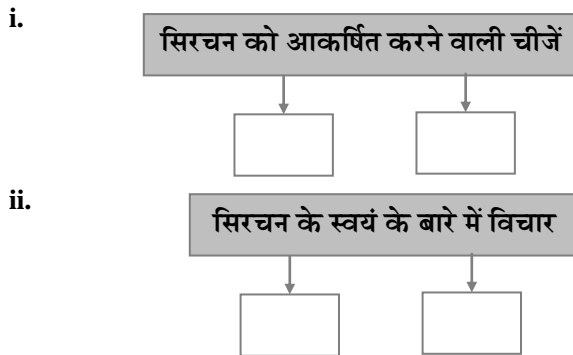 i.
सिरचन को आकर्षित करने वाली चीजें
ii.
सिरचन के स्वयं के बारे में विचार